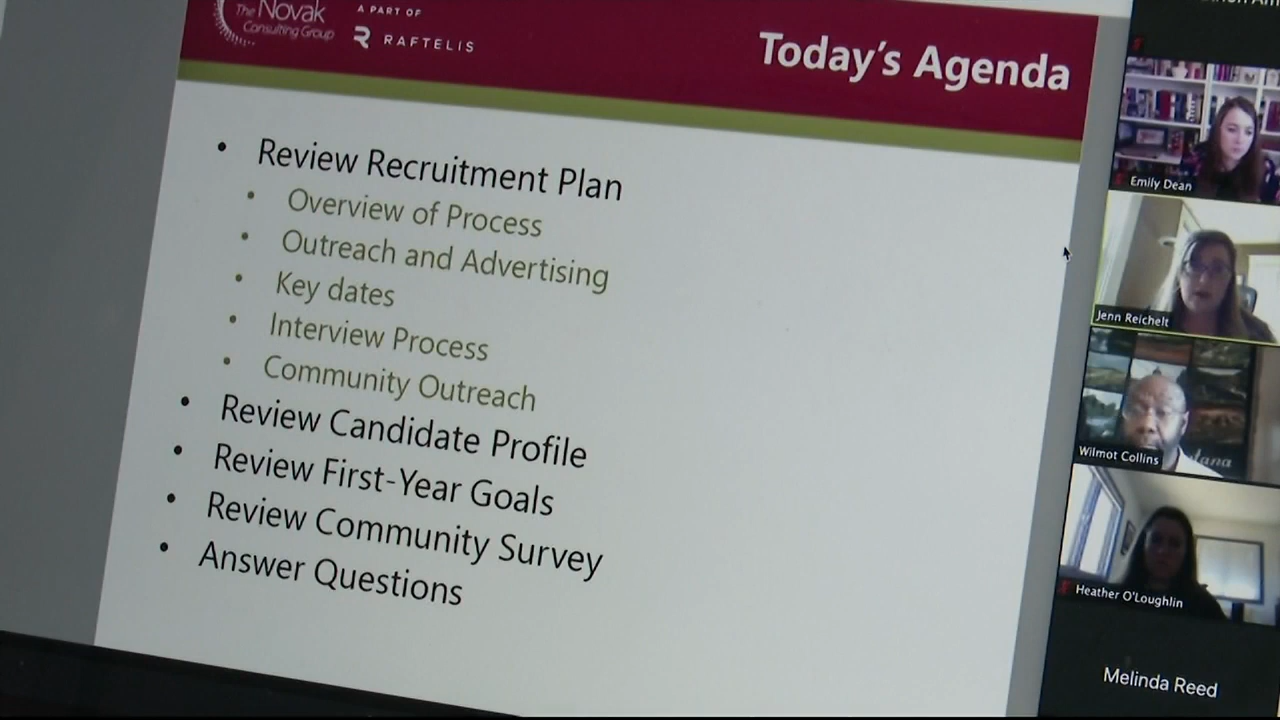 The Novak
Consulting Group
A PART OF
RAFTELIS
Today's Agenda
• Review Recruitment Plan
• Overview of Process
• Outreach and Advertising
• Key dates
• Interview Process
• Community Outreach
• Review Candidate Profile
• Review First-Year Goals
• Review Community Survey
• Answer Questions
Emily Dean
Jenn Reichelt
Wilmot Collins
Heather O'Loughlin
Melinda Reed